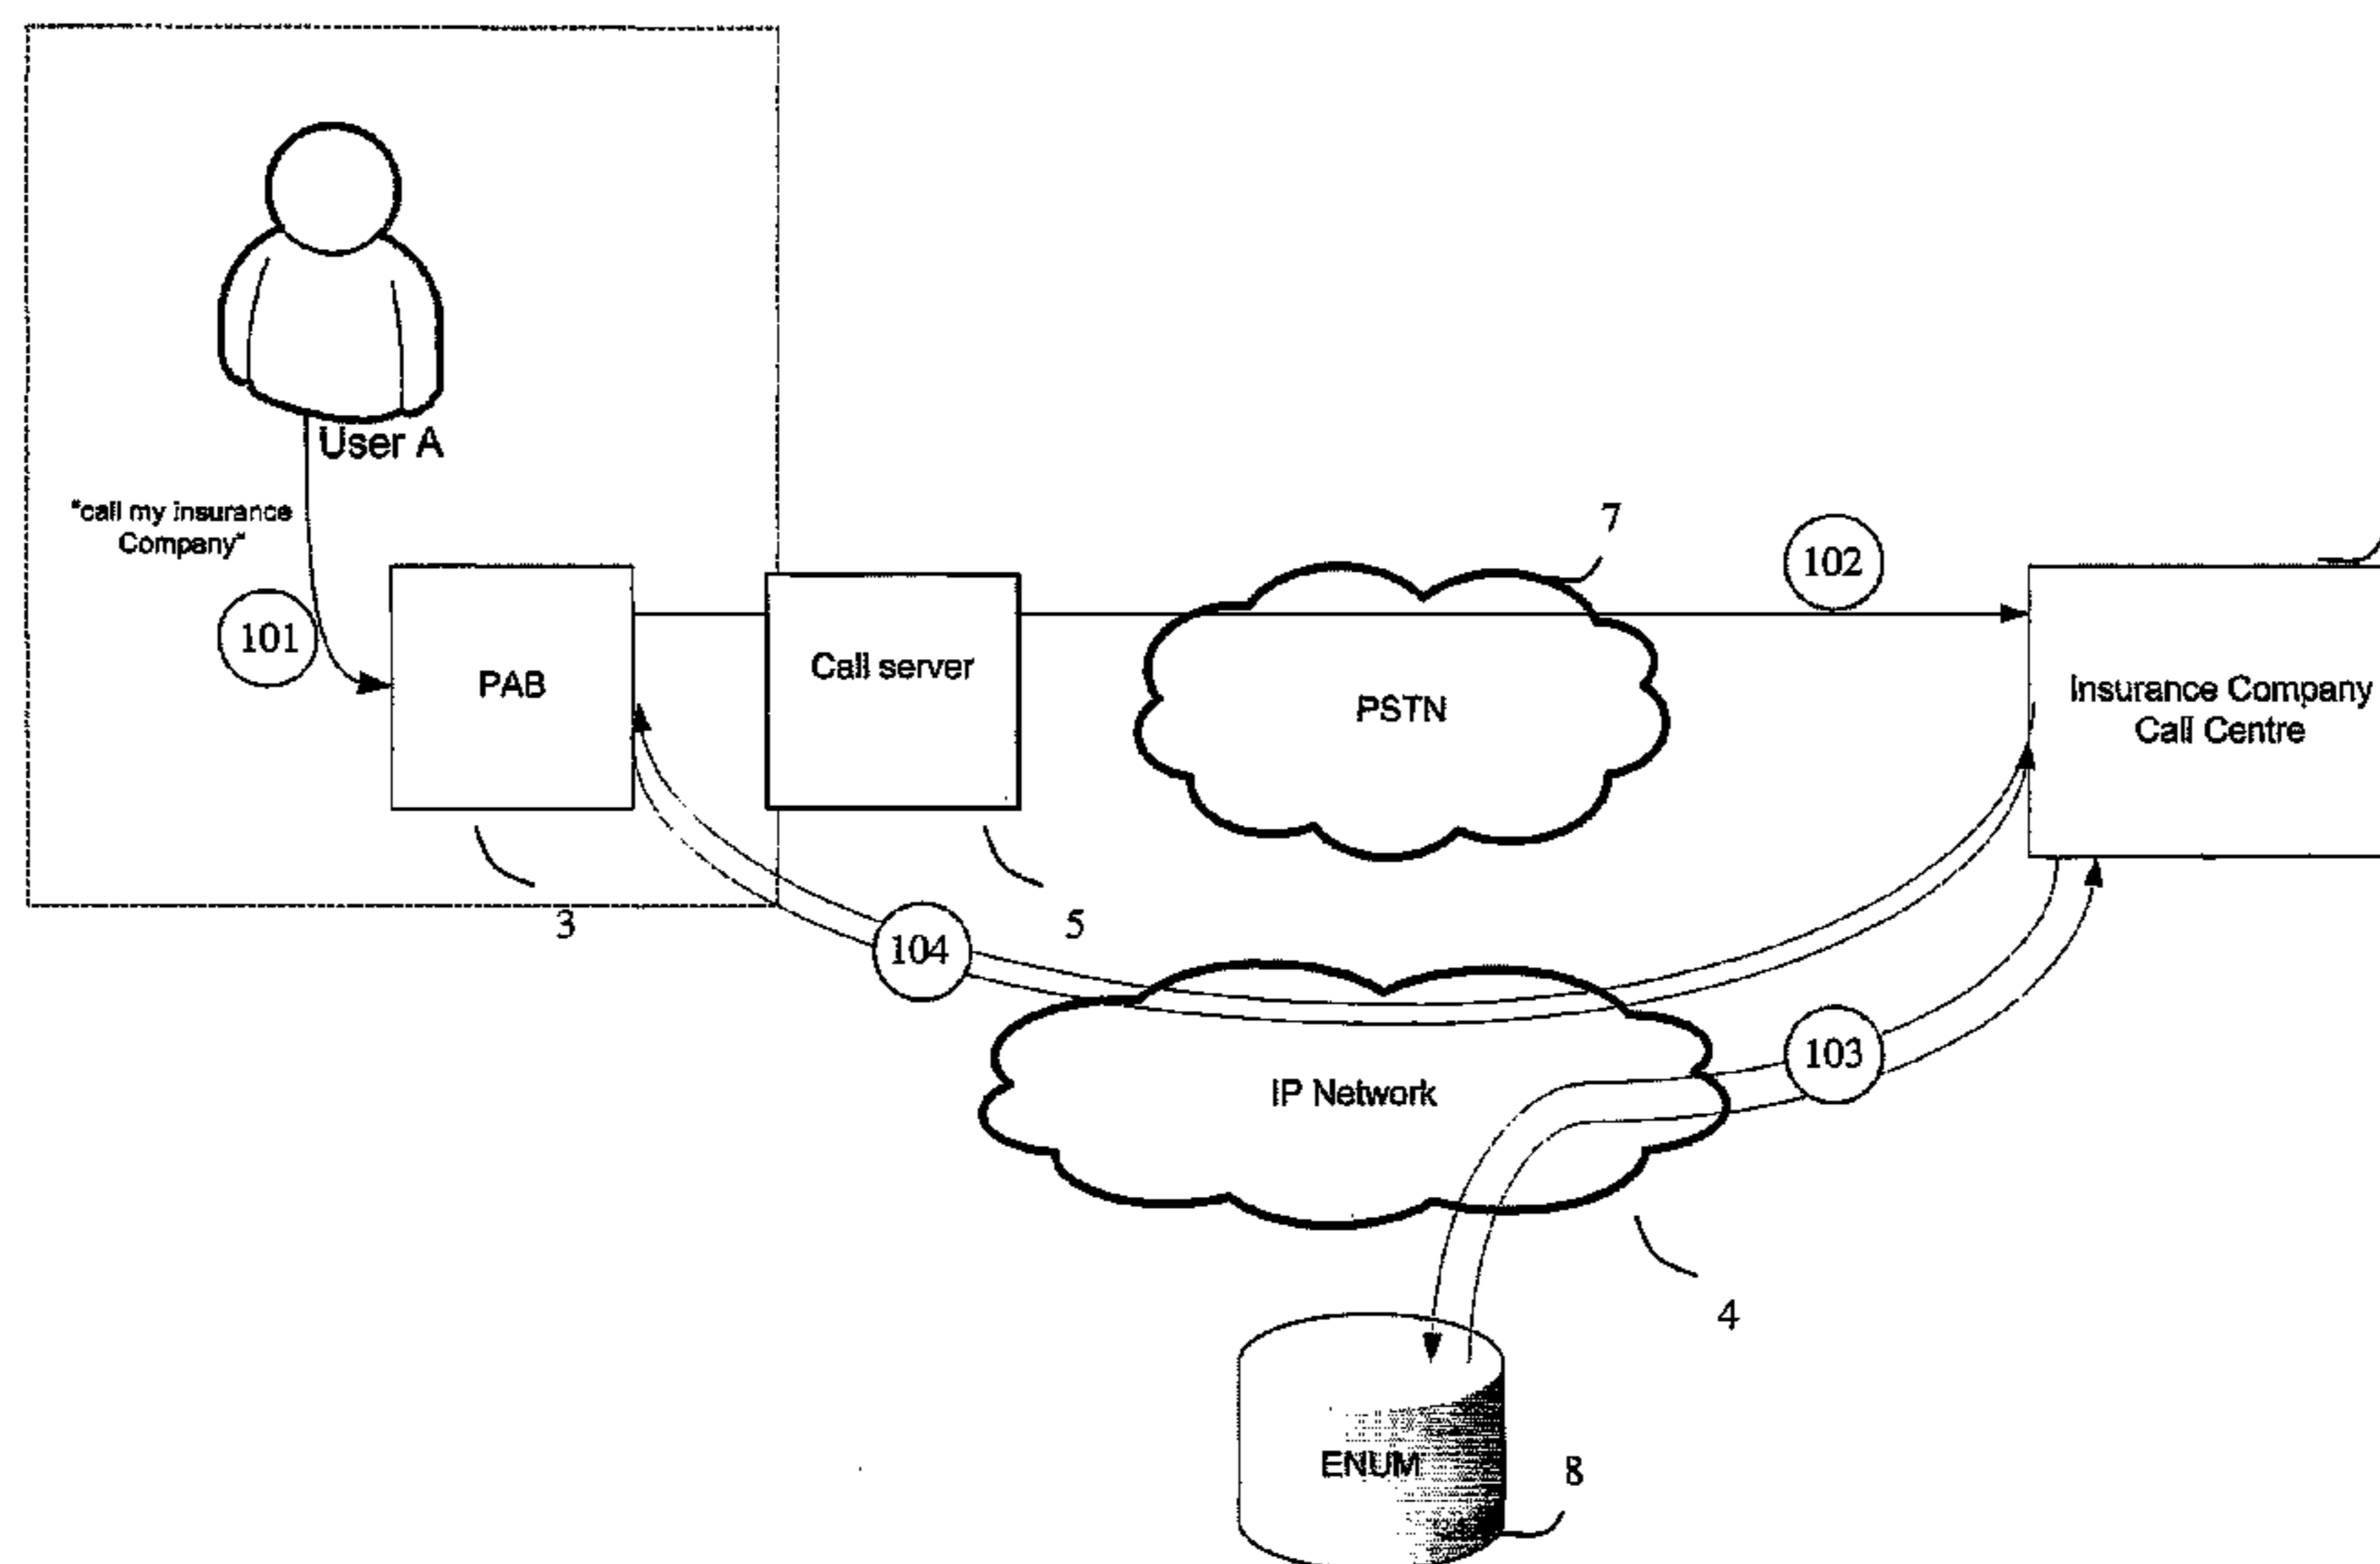 User A
"call my insurance
Company"
101
PAB
Call server
PSTN
7
102
Insurance Company
Call Centre
3
5
104
103
IP Network
4
ENUM
8